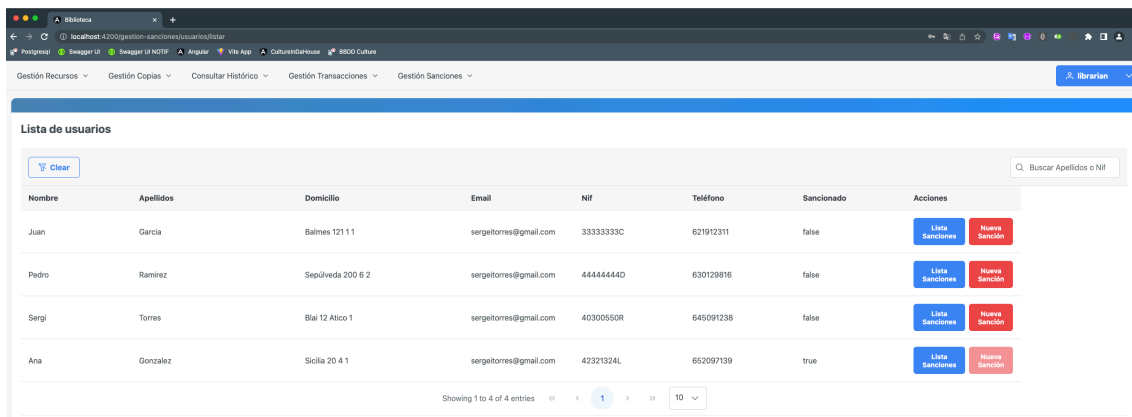 Biblioteca
localhost:4200/gestion-sanciones/usuarios/listar
Postgresql Swagger UI Swagger UI NOTIF Angular Vite App CultureInDaHouse BBDD Culture
Gestión Recursos Gestión Copias Consultar Histórico Gestión Transacciones Gestión Sanciones librarian
Lista de usuarios
Clear Buscar Apellidos o Nif
Nombre Apellidos Domicilio Email Nif Teléfono Sancionado Acciones
Juan Garcia Balmes 121 1 1 sergeitorres@gmail.com 33333333C 621912311 false Lista Sanciones Nueva Sanción
Pedro Ramirez Sepúlveda 200 6 2 sergeitorres@gmail.com 44444444D 630129816 false Lista Sanciones Nueva Sanción
Sergi Torres Blai 12 Atico 1 sergeitorres@gmail.com 40300550R 645091238 false Lista Sanciones Nueva Sanción
Ana Gonzalez Sicilia 20 4 1 sergeitorres@gmail.com 42321324L 652097139 true Lista Sanciones Nueva Sanción
Showing 1 to 4 of 4 entries << < 1 > >> 10